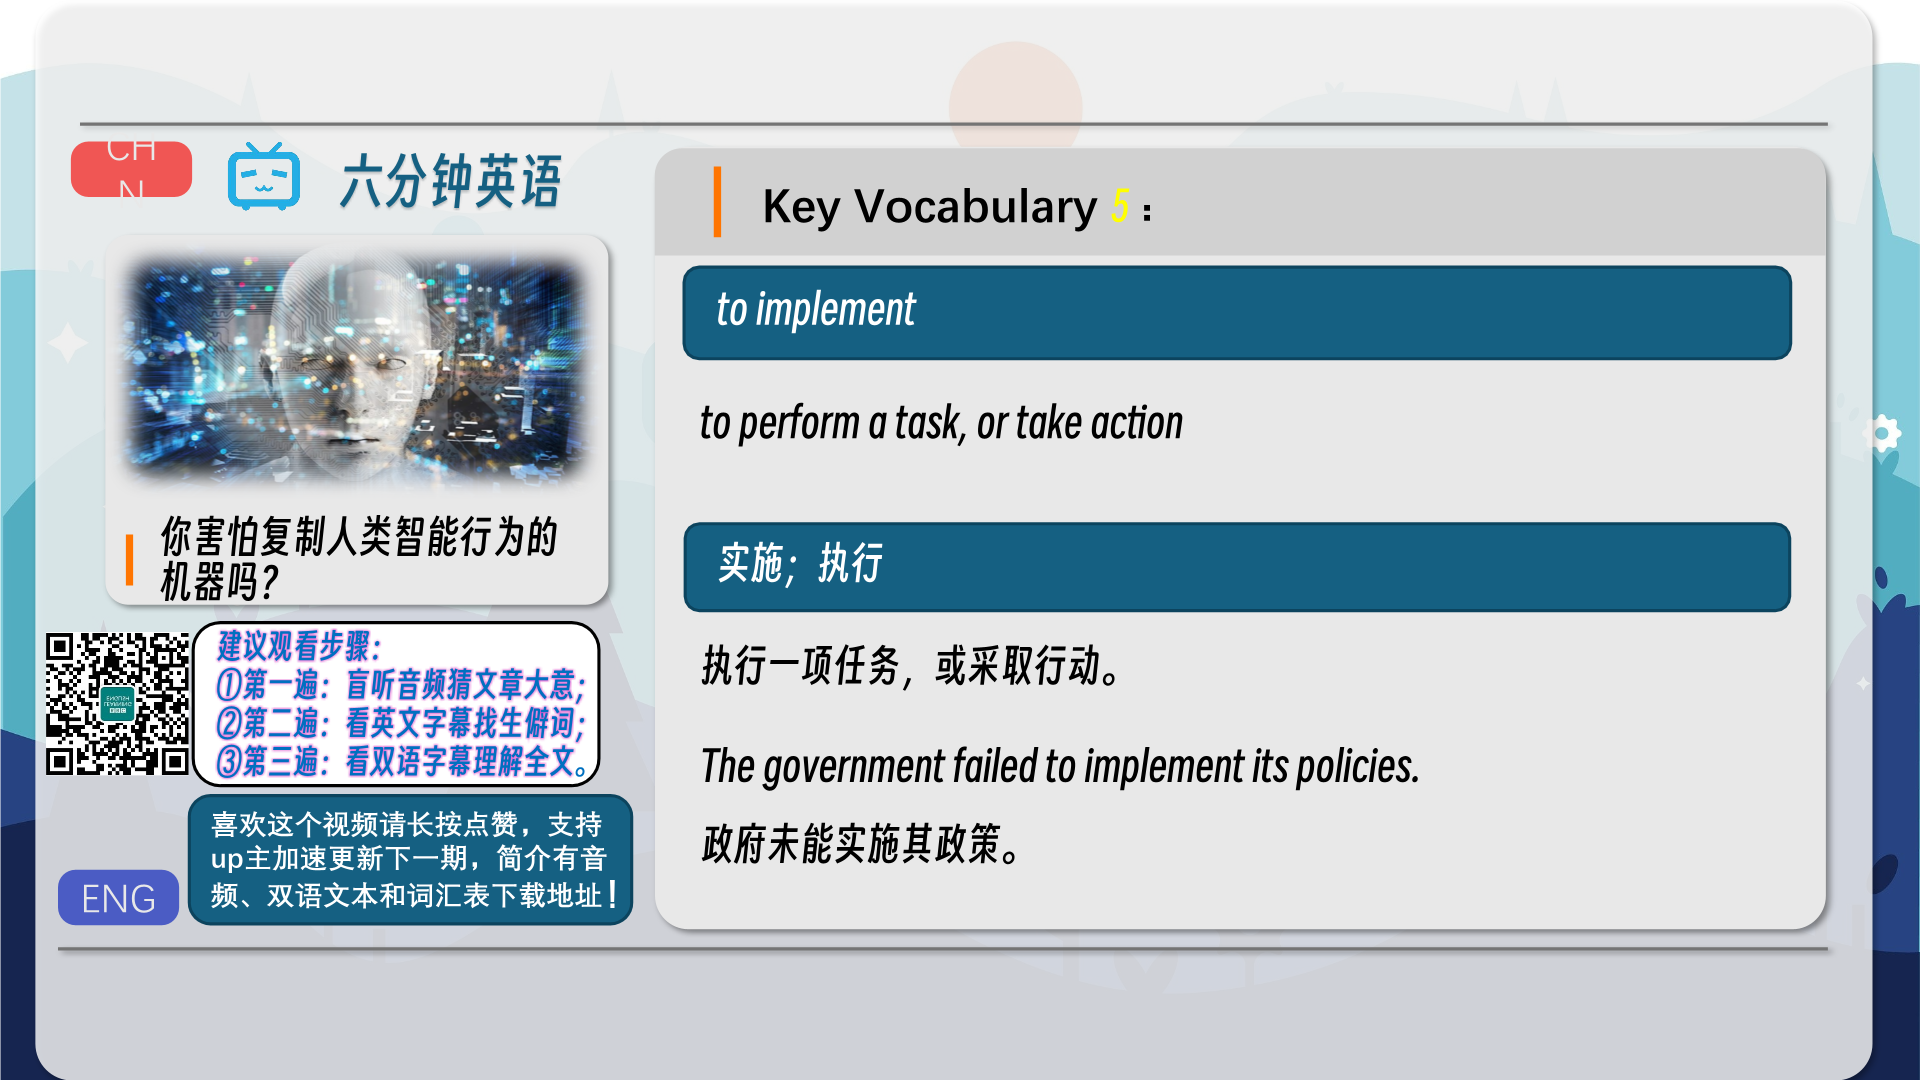 CH
N
六分钟英语
你害怕复制人类智能行为的
机器吗?
建议观看步骤:
①第一遍:盲听音频猜文章大意;
②第二遍:看英文字幕找生僻词;
③第三遍:看双语字幕理解全文。
喜欢这个视频请长按点赞,支持
up主加速更新下一期,简介有音
频、双语文本和词汇表下载地址!
ENG
Key Vocabulary 5 :
to implement
to perform a task, or take action
实施;执行
执行一项任务,或采取行动。
The government failed to implement its policies.
政府未能实施其政策。